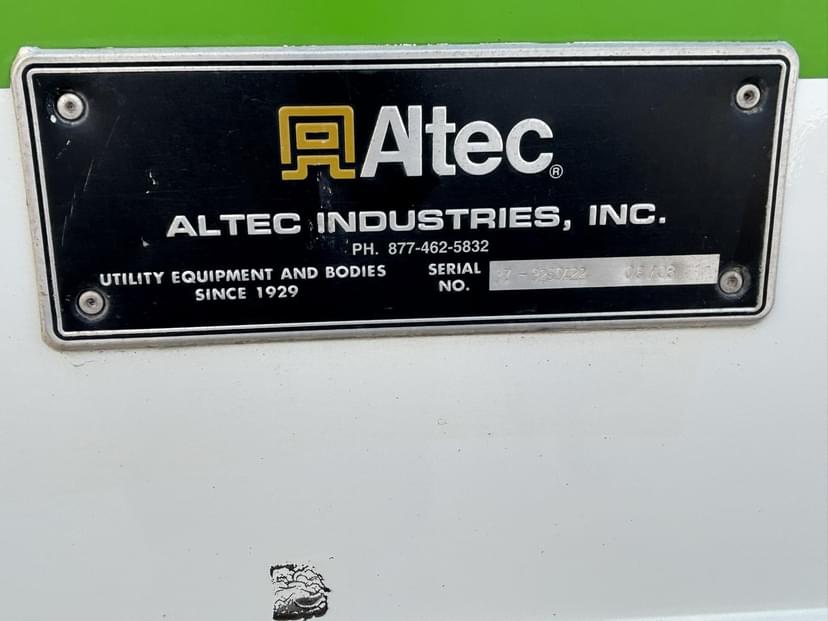 Altec®
ALTEC INDUSTRIES, INC.
PH. 877-462-5832
UTILITY EQUIPMENT AND BODIES
SINCE 1929
SERIAL
NO.